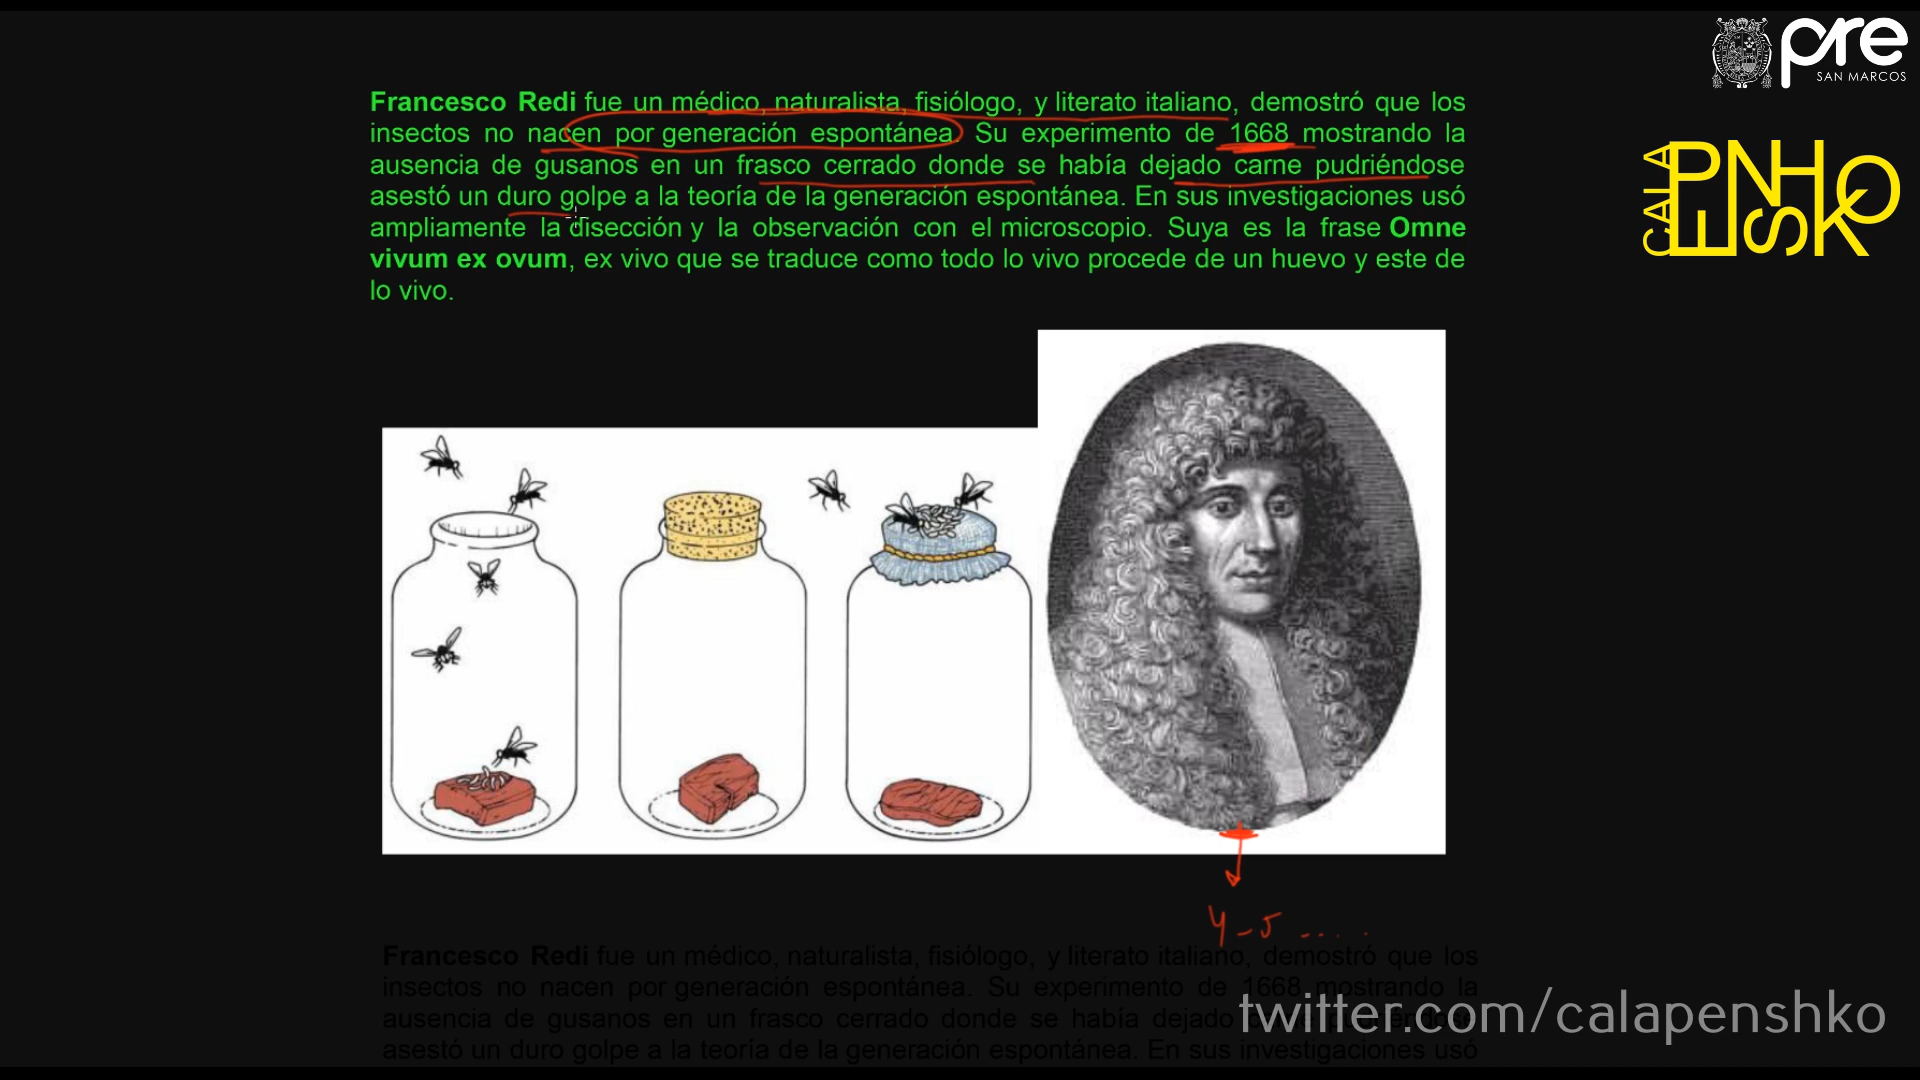 pre
SAN MARCOS
Francesco Redi fue un médico, naturalista, fisiólogo, y literato italiano, demostró que los
insectos no nacen por generación espontánea. Su experimento de 1668 mostrando la
ausencia de gusanos en un frasco cerrado donde se había dejado carne pudriéndose
asestó un duro golpe a la teoría de la generación espontánea. En sus investigaciones usó
ampliamente la disección y la observación con el microscopio. Suya es la frase Omne
vivum ex ovum, ex vivo que se traduce como todo lo vivo procede de un huevo y este de
lo vivo.
CALA
PENSHKO
4-5 .....
Francesco Redi fue un médico, naturalista, fisiólogo, y literato italiano, demostró que los
insectos no nacen por generación espontánea. Su experimento de 1668 mostrando la
ausencia de gusanos en un frasco cerrado donde se había dejado
asestó un duro golpe a la teoría de la generación espontánea. En sus investigaciones usó
twitter.com/calapenshko